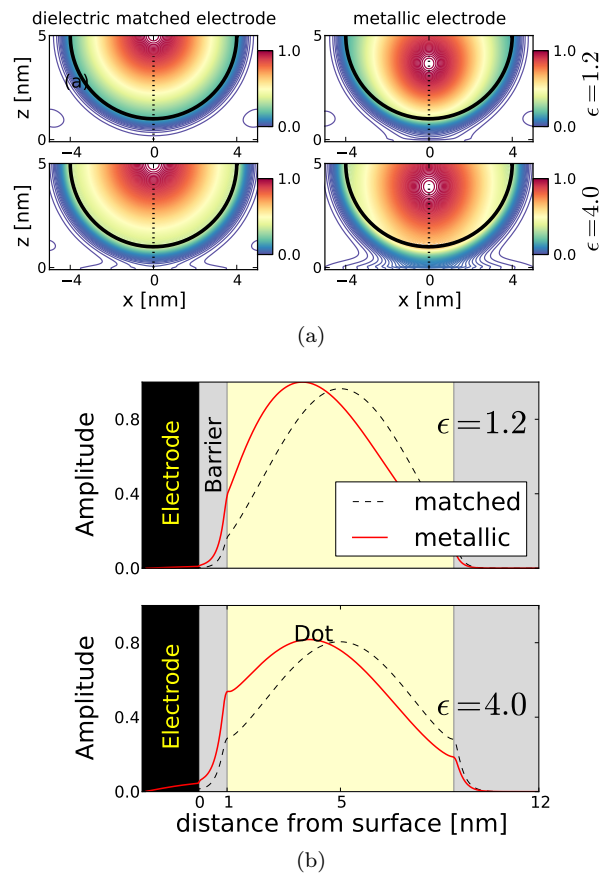 dielectric matched electrode metallic electrode
5 5 1.0 1.0
z [nm] (a) ϵ = 1.2
0 0.0 0.0
−4 0 4 −4 0 4
5 5 1.0 1.0
z [nm] ϵ = 4.0
0 0.0 0.0
−4 0 4 −4 0 4
x [nm] x [nm]
(a)
0.8 ϵ = 1.2
Amplitude Electrode Barrier
0.4 matched
metallic
0.0
0.8 Dot
Amplitude Electrode ϵ = 4.0
0.4
0.0
0 1 5 12
distance from surface [nm]
(b)